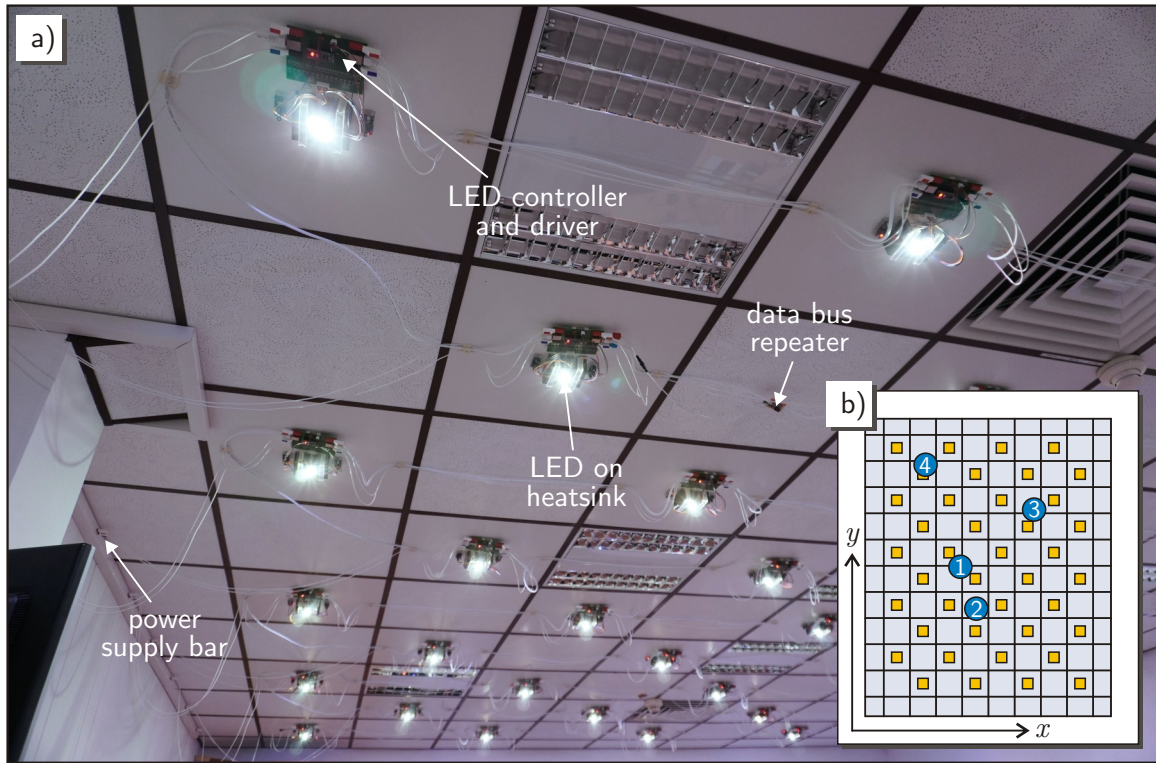 a)
LED controller
and driver
data bus
repeater
LED on
heatsink
power
supply bar
b)
4
3
1
2
y
x